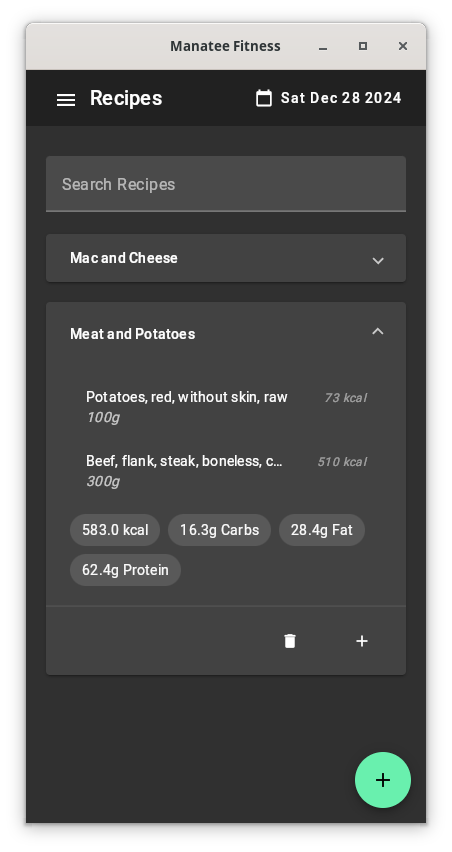 Manatee Fitness
Recipes
Sat Dec 28 2024
Search Recipes
Mac and Cheese
Meat and Potatoes
Potatoes, red, without skin, raw
73 kcal
100g
Beef, flank, steak, boneless, c...
510 kcal
300g
583.0 kcal
16.3g Carbs
28.4g Fat
62.4g Protein